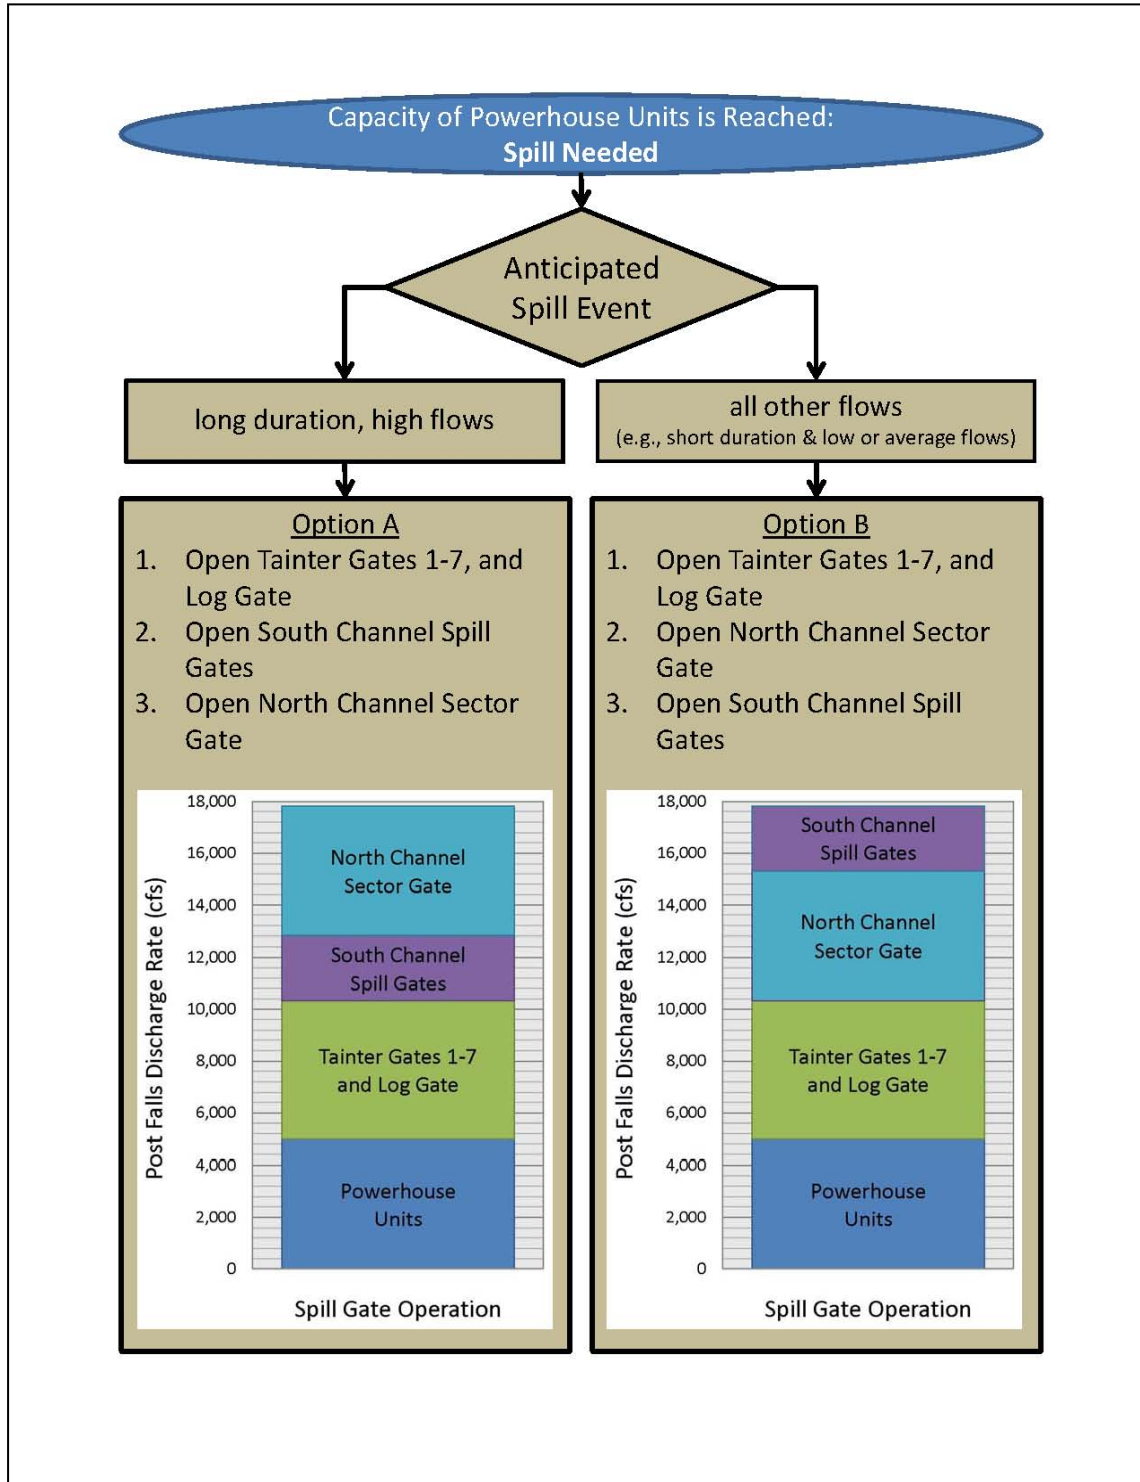 Capacity of Powerhouse Units is Reached:
Spill Needed
Anticipated
Spill Event
long duration, high flows
all other flows
(e.g., short duration & low or average flows)
Option A
1. Open Tainter Gates 1-7, and
Log Gate
2. Open South Channel Spill
Gates
3. Open North Channel Sector
Gate
Post Falls Discharge Rate (cfs)
18,000
16,000
14,000
12,000
10,000
8,000
6,000
4,000
2,000
0
North Channel
Sector Gate
South Channel
Spill Gates
Tainter Gates 1-7
and Log Gate
Powerhouse
Units
Spill Gate Operation
Option B
1. Open Tainter Gates 1-7, and
Log Gate
2. Open North Channel Sector
Gate
3. Open South Channel Spill
Gates
Post Falls Discharge Rate (cfs)
18,000
16,000
14,000
12,000
10,000
8,000
6,000
4,000
2,000
0
South Channel
Spill Gates
North Channel
Sector Gate
Tainter Gates 1-7
and Log Gate
Powerhouse
Units
Spill Gate Operation